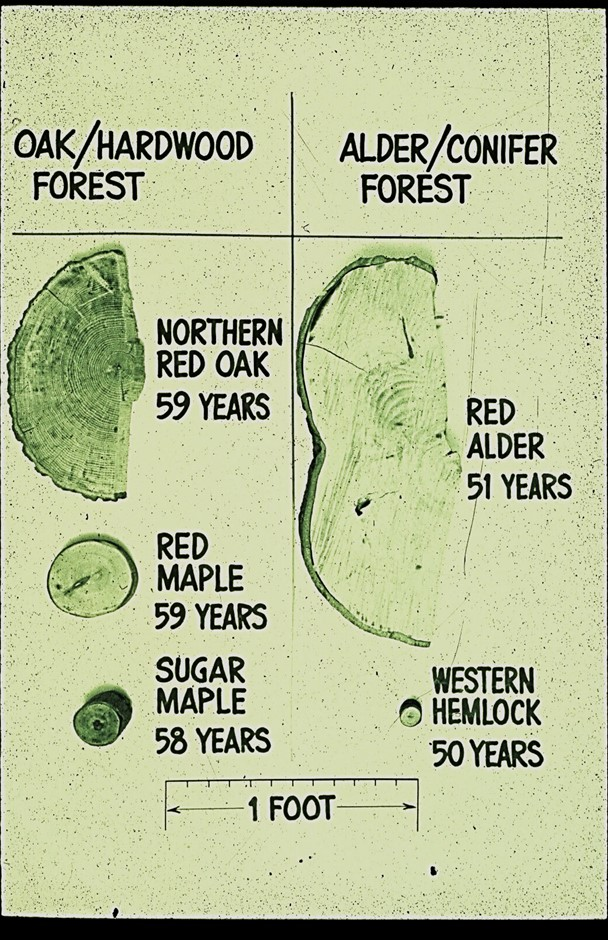 OAK/HARDWOOD
FOREST
ALDER/CONIFER
FOREST
NORTHERN
RED OAK
59 YEARS
RED
ALDER
51 YEARS
RED
MAPLE
59 YEARS
SUGAR
MAPLE
58 YEARS
WESTERN
HEMLOCK
50 YEARS
1 FOOT